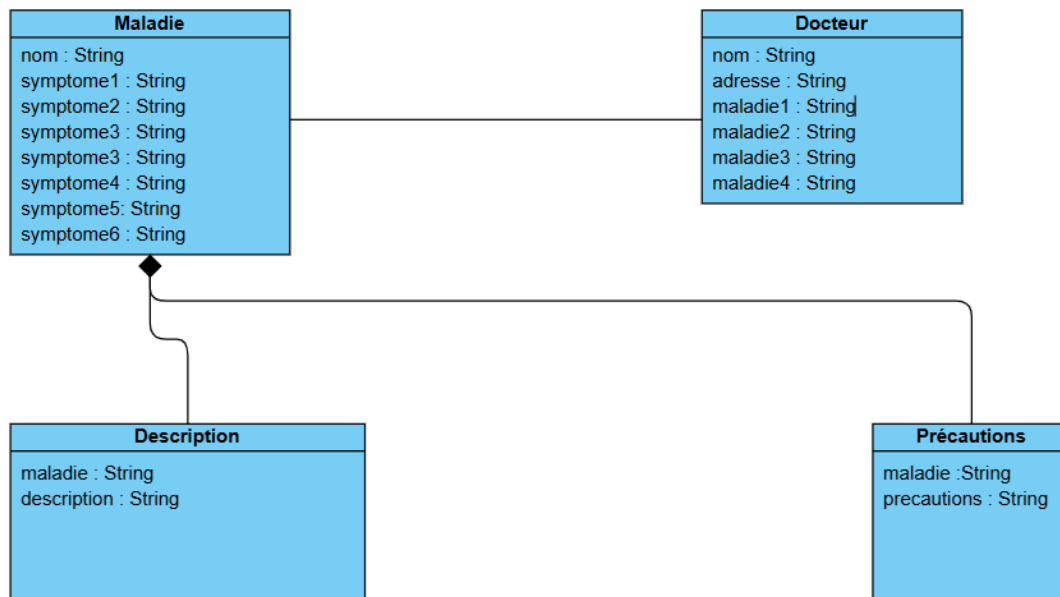 Maladie
nom : String
symptome1 : String
symptome2 : String
symptome3 : String
symptome3 : String
symptome4 : String
symptome5: String
symptome6 : String
Docteur
nom : String
adresse : String
maladie1 : String
maladie2 : String
maladie3 : String
maladie4 : String
Description
maladie : String
description : String
Précautions
maladie :String
precautions : String